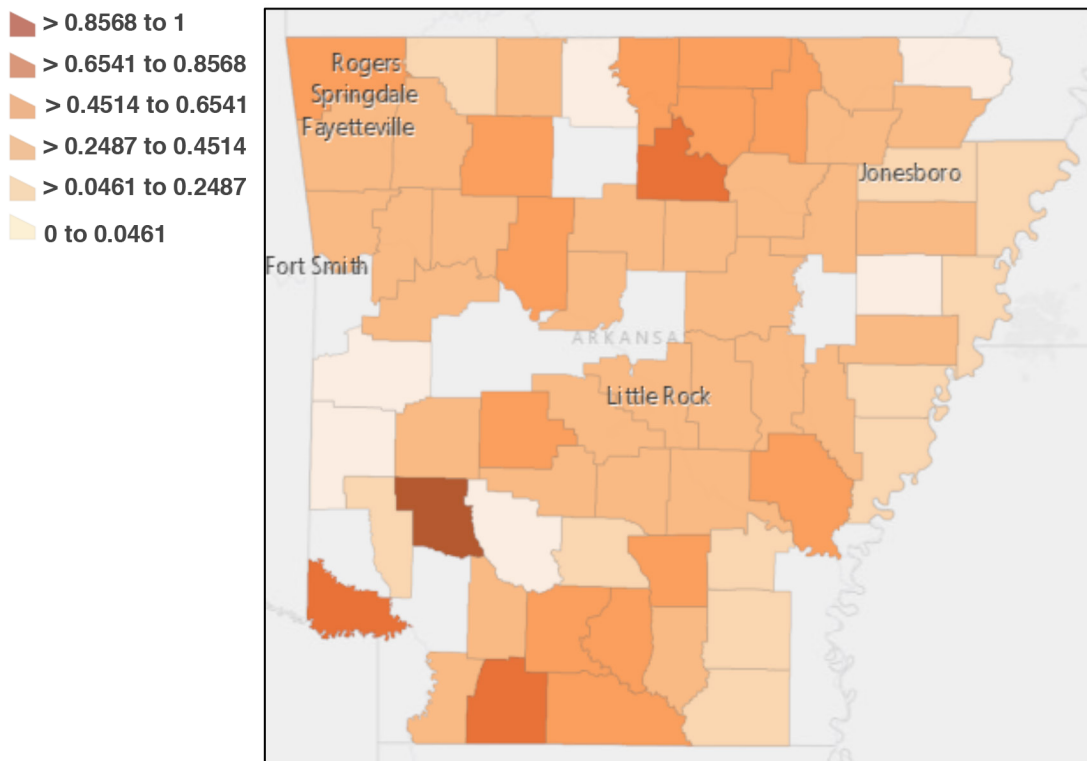 > 0.8568 to 1
> 0.6541 to 0.8568
> 0.4514 to 0.6541
> 0.2487 to 0.4514
> 0.0461 to 0.2487
0 to 0.0461
Rogers
Springdale
Fayetteville
Jonesboro
Fort Smith
ARKANSA
Little Rock